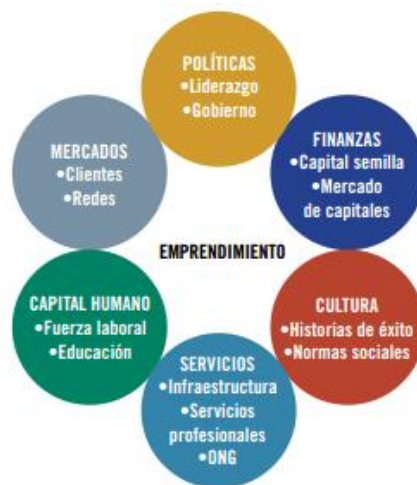 POLÍTICAS
•Liderazgo
•Gobierno
FINANZAS
•Capital semilla
•Mercado
de capitales
CULTURA
•Historias de éxito
•Normas sociales
SERVICIOS
•Infraestructura
•Servicios
profesionales
•ONG
CAPITAL HUMANO
•Fuerza laboral
•Educación
MERCADOS
•Clientes
•Redes
EMPRENDIMIENTO